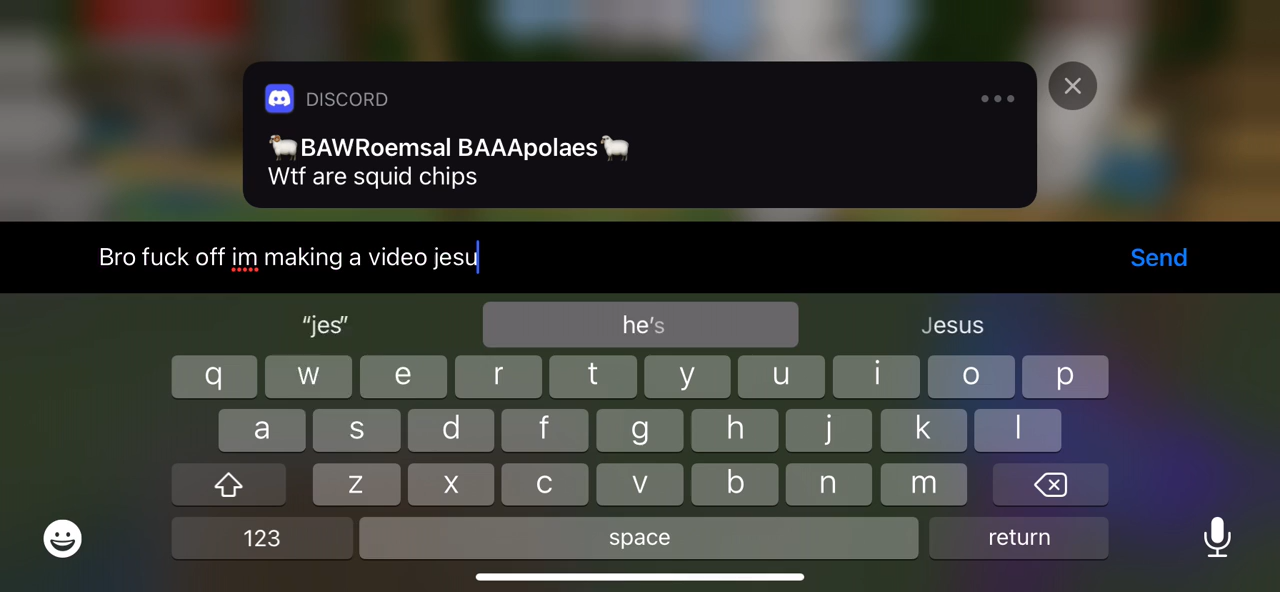 DISCORD
🐏BAWRoemsal BAAApolaes🐑
Wtf are squid chips
Bro fuck off im making a video jesu
Send
“jes” he’s Jesus
q w e r t y u i o p
a s d f g h j k l
z x c v b n m
123 space return